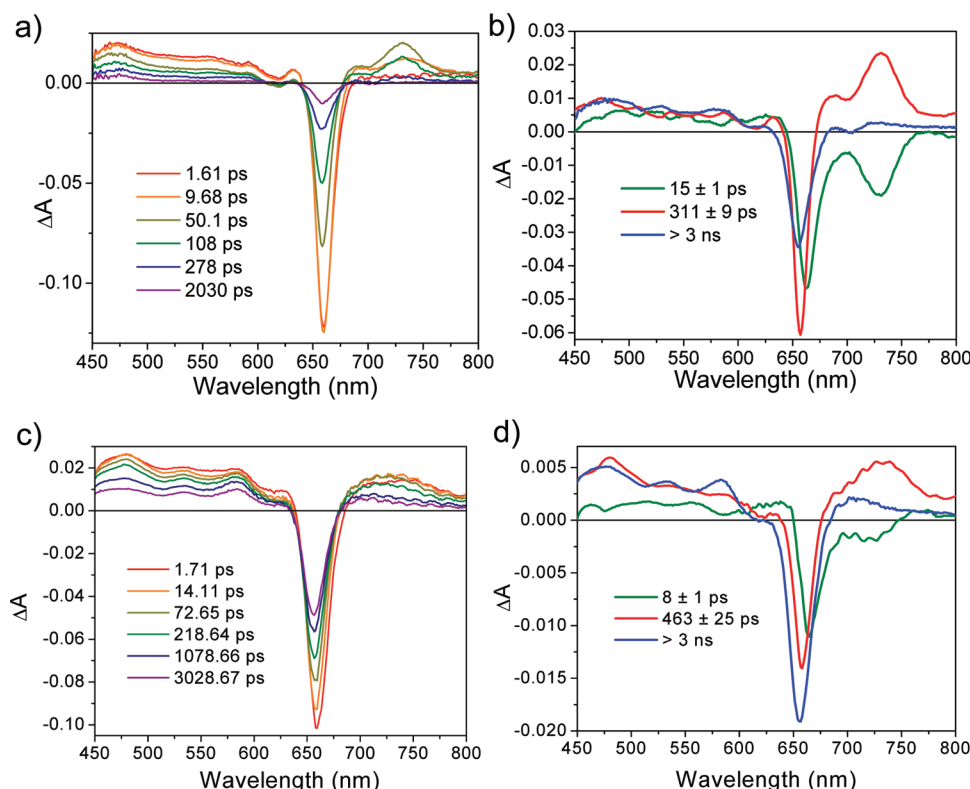 a)
0.00
-0.05
-0.10
ΔA
1.61 ps
9.68 ps
50.1 ps
108 ps
278 ps
2030 ps
450 500 550 600 650 700 750 800
Wavelength (nm)
b)
0.03
0.02
0.01
0.00
-0.01
-0.02
-0.03
-0.04
-0.05
-0.06
ΔA
15 ± 1 ps
311 ± 9 ps
> 3 ns
450 500 550 600 650 700 750 800
Wavelength (nm)
c)
0.02
0.00
-0.02
-0.04
-0.06
-0.08
-0.10
ΔA
1.71 ps
14.11 ps
72.65 ps
218.64 ps
1078.66 ps
3028.67 ps
450 500 550 600 650 700 750 800
Wavelength (nm)
d)
0.005
0.000
-0.005
-0.010
-0.015
-0.020
ΔA
8 ± 1 ps
463 ± 25 ps
> 3 ns
450 500 550 600 650 700 750 800
Wavelength (nm)